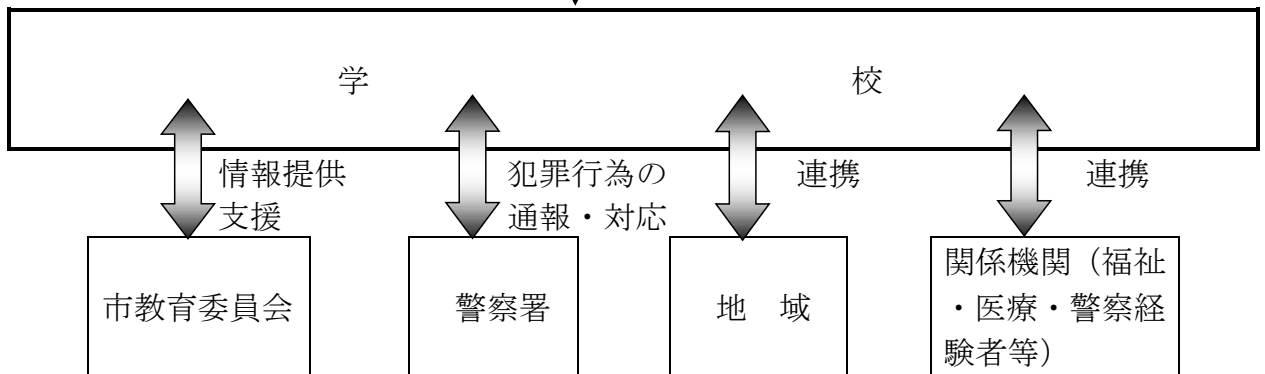 学　　　校
情報提供
支援
犯罪行為の
通報・対応
連携
連携
市教育委員会
警察署
地　域
関係機関（福祉
・医療・警察経
験者等）